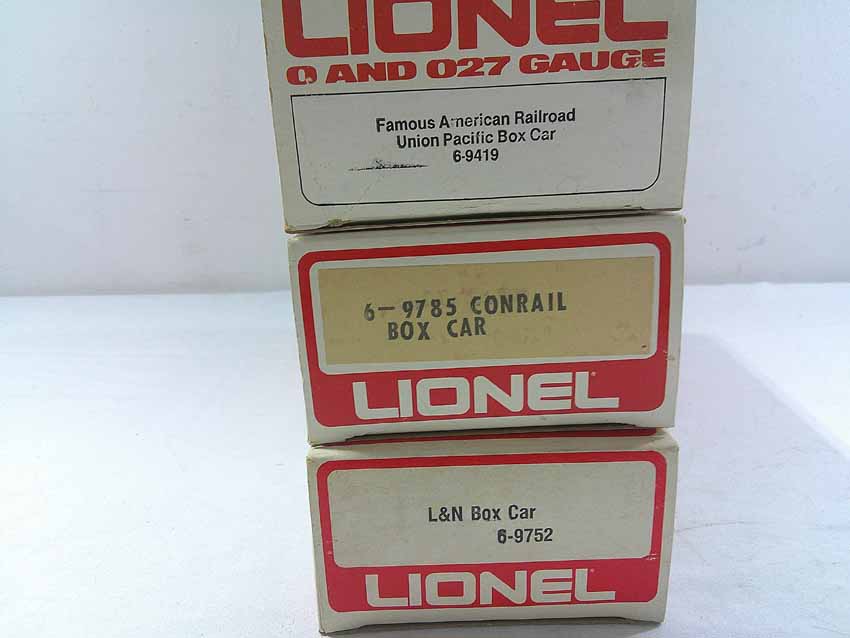 LIONEL
O AND O27 GAUGE
Famous American Railroad
Union Pacific Box Car
6-9419
6-9785 CONRAIL
BOX CAR
LIONEL
L&N Box Car
6-9752
LIONEL